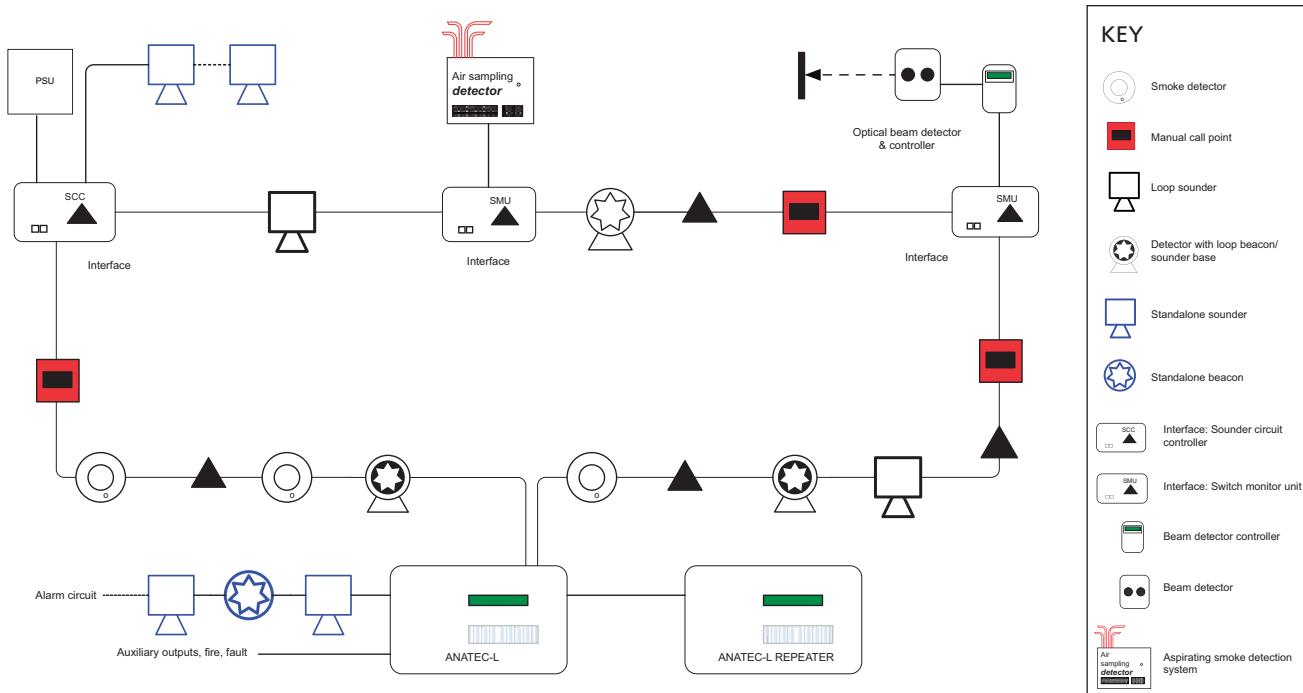 PSU
Air sampling
detector
Optical beam detector
& controller
SCC
SMU
SMU
Interface
Interface
Interface
Alarm circuit
Auxiliary outputs, fire, fault
ANATEC-L
ANATEC-L REPEATER
KEY
Smoke detector
Manual call point
Loop sounder
Detector with loop beacon/
sounder base
Standalone sounder
Standalone beacon
SCC
Interface: Sounder circuit
controller
SMU
Interface: Switch monitor unit
Beam detector controller
Beam detector
Air
sampling
detector
Aspirating smoke detection
system